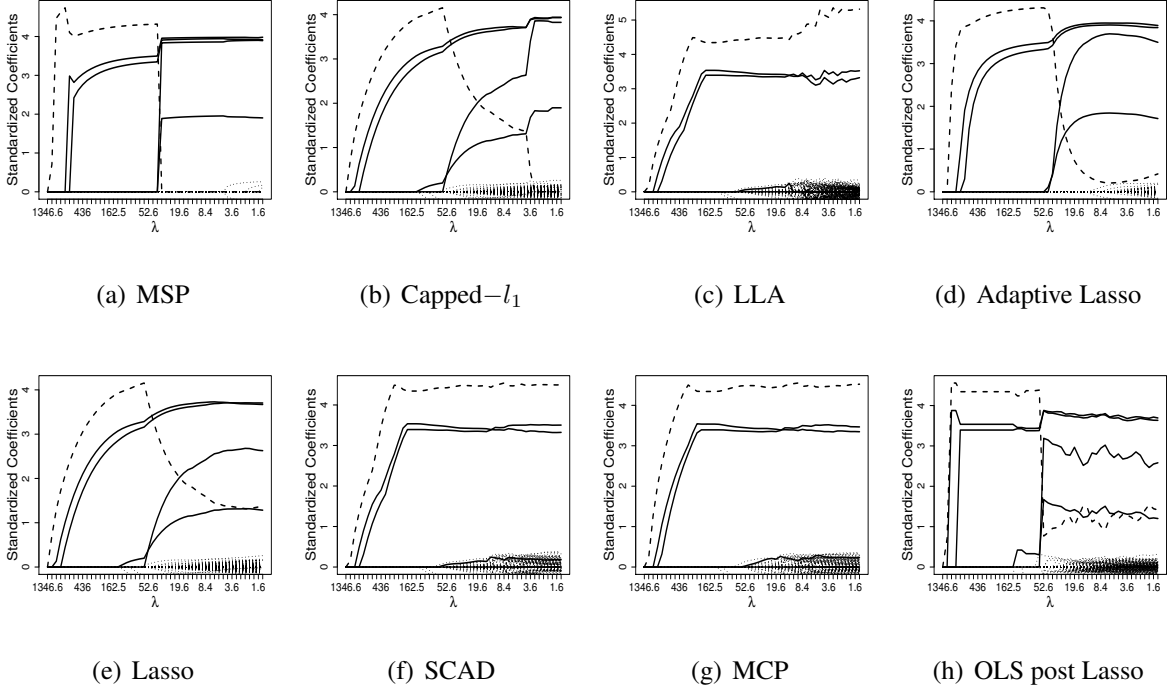 Standardized Coefficients
0 1 2 3 4
1346.6 436 162.5 52.6 19.6 8.4 3.6 1.6
λ
(a) MSP
Standardized Coefficients
0 1 2 3 4
1346.6 436 162.5 52.6 19.6 8.4 3.6 1.6
λ
(b) Capped−l1
Standardized Coefficients
0 1 2 3 4 5
1346.6 436 162.5 52.6 19.6 8.4 3.6 1.6
λ
(c) LLA
Standardized Coefficients
0 1 2 3 4
1346.6 436 162.5 52.6 19.6 8.4 3.6 1.6
λ
(d) Adaptive Lasso
Standardized Coefficients
0 1 2 3 4
1346.6 436 162.5 52.6 19.6 8.4 3.6 1.6
λ
(e) Lasso
Standardized Coefficients
0 1 2 3 4
1346.6 436 162.5 52.6 19.6 8.4 3.6 1.6
λ
(f) SCAD
Standardized Coefficients
0 1 2 3 4
1346.6 436 162.5 52.6 19.6 8.4 3.6 1.6
λ
(g) MCP
Standardized Coefficients
0 1 2 3 4
1346.6 436 162.5 52.6 19.6 8.4 3.6 1.6
λ
(h) OLS post Lasso